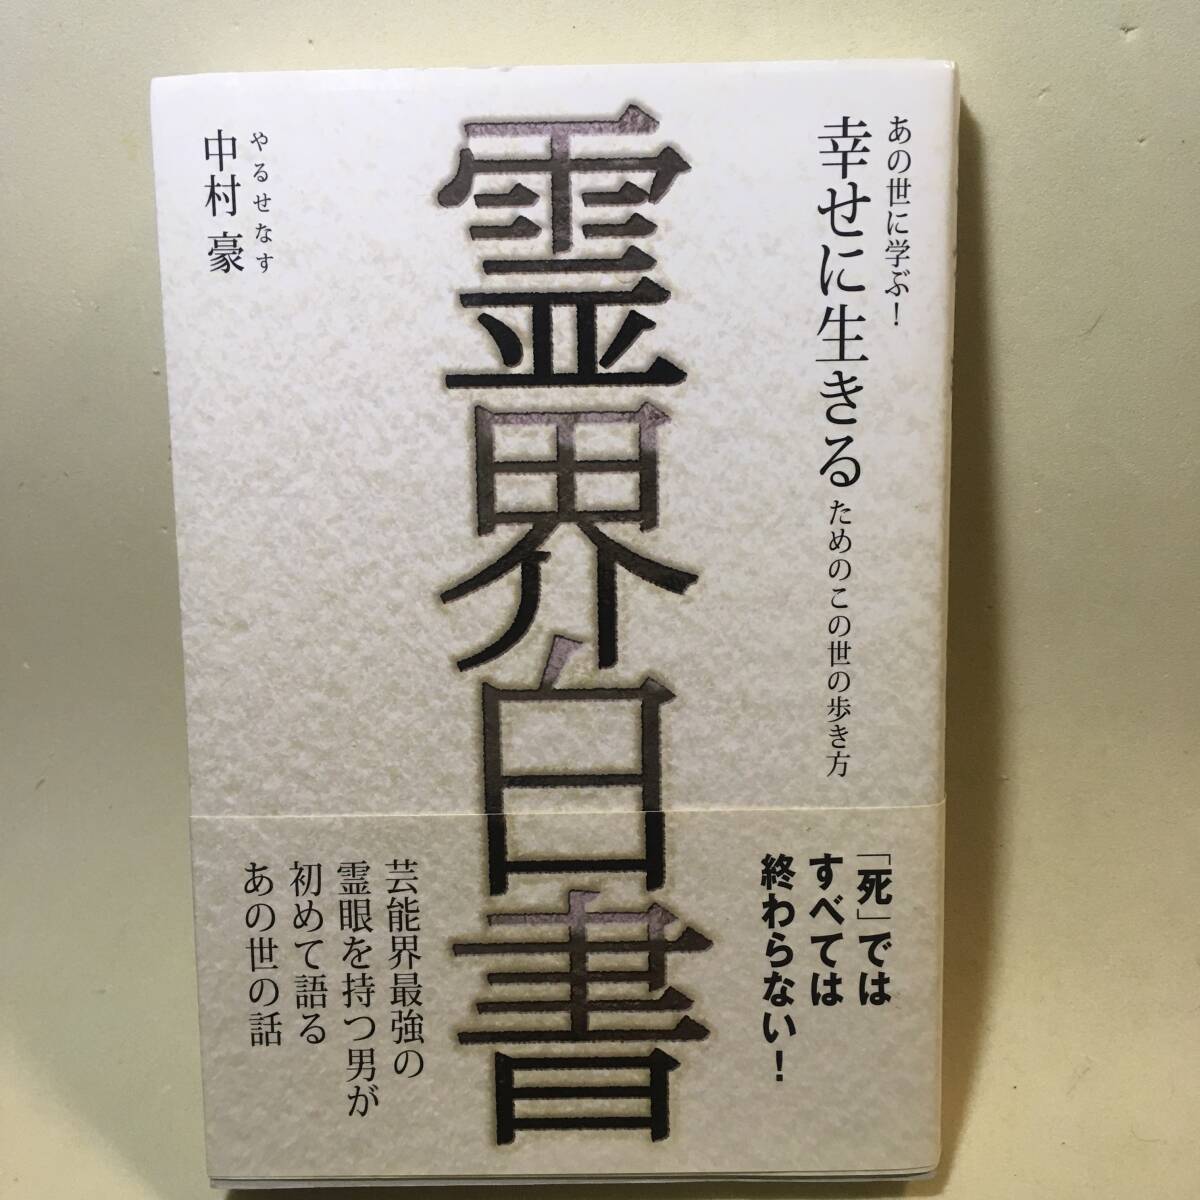 あの世に学ぶ！
幸せに生きるためのこの世の歩き方
霊界白書
やるせなす
中村 豪
「死」では
すべては
終わらない！
芸能界最強の
霊眼を持つ男が
初めて語る
あの世の話